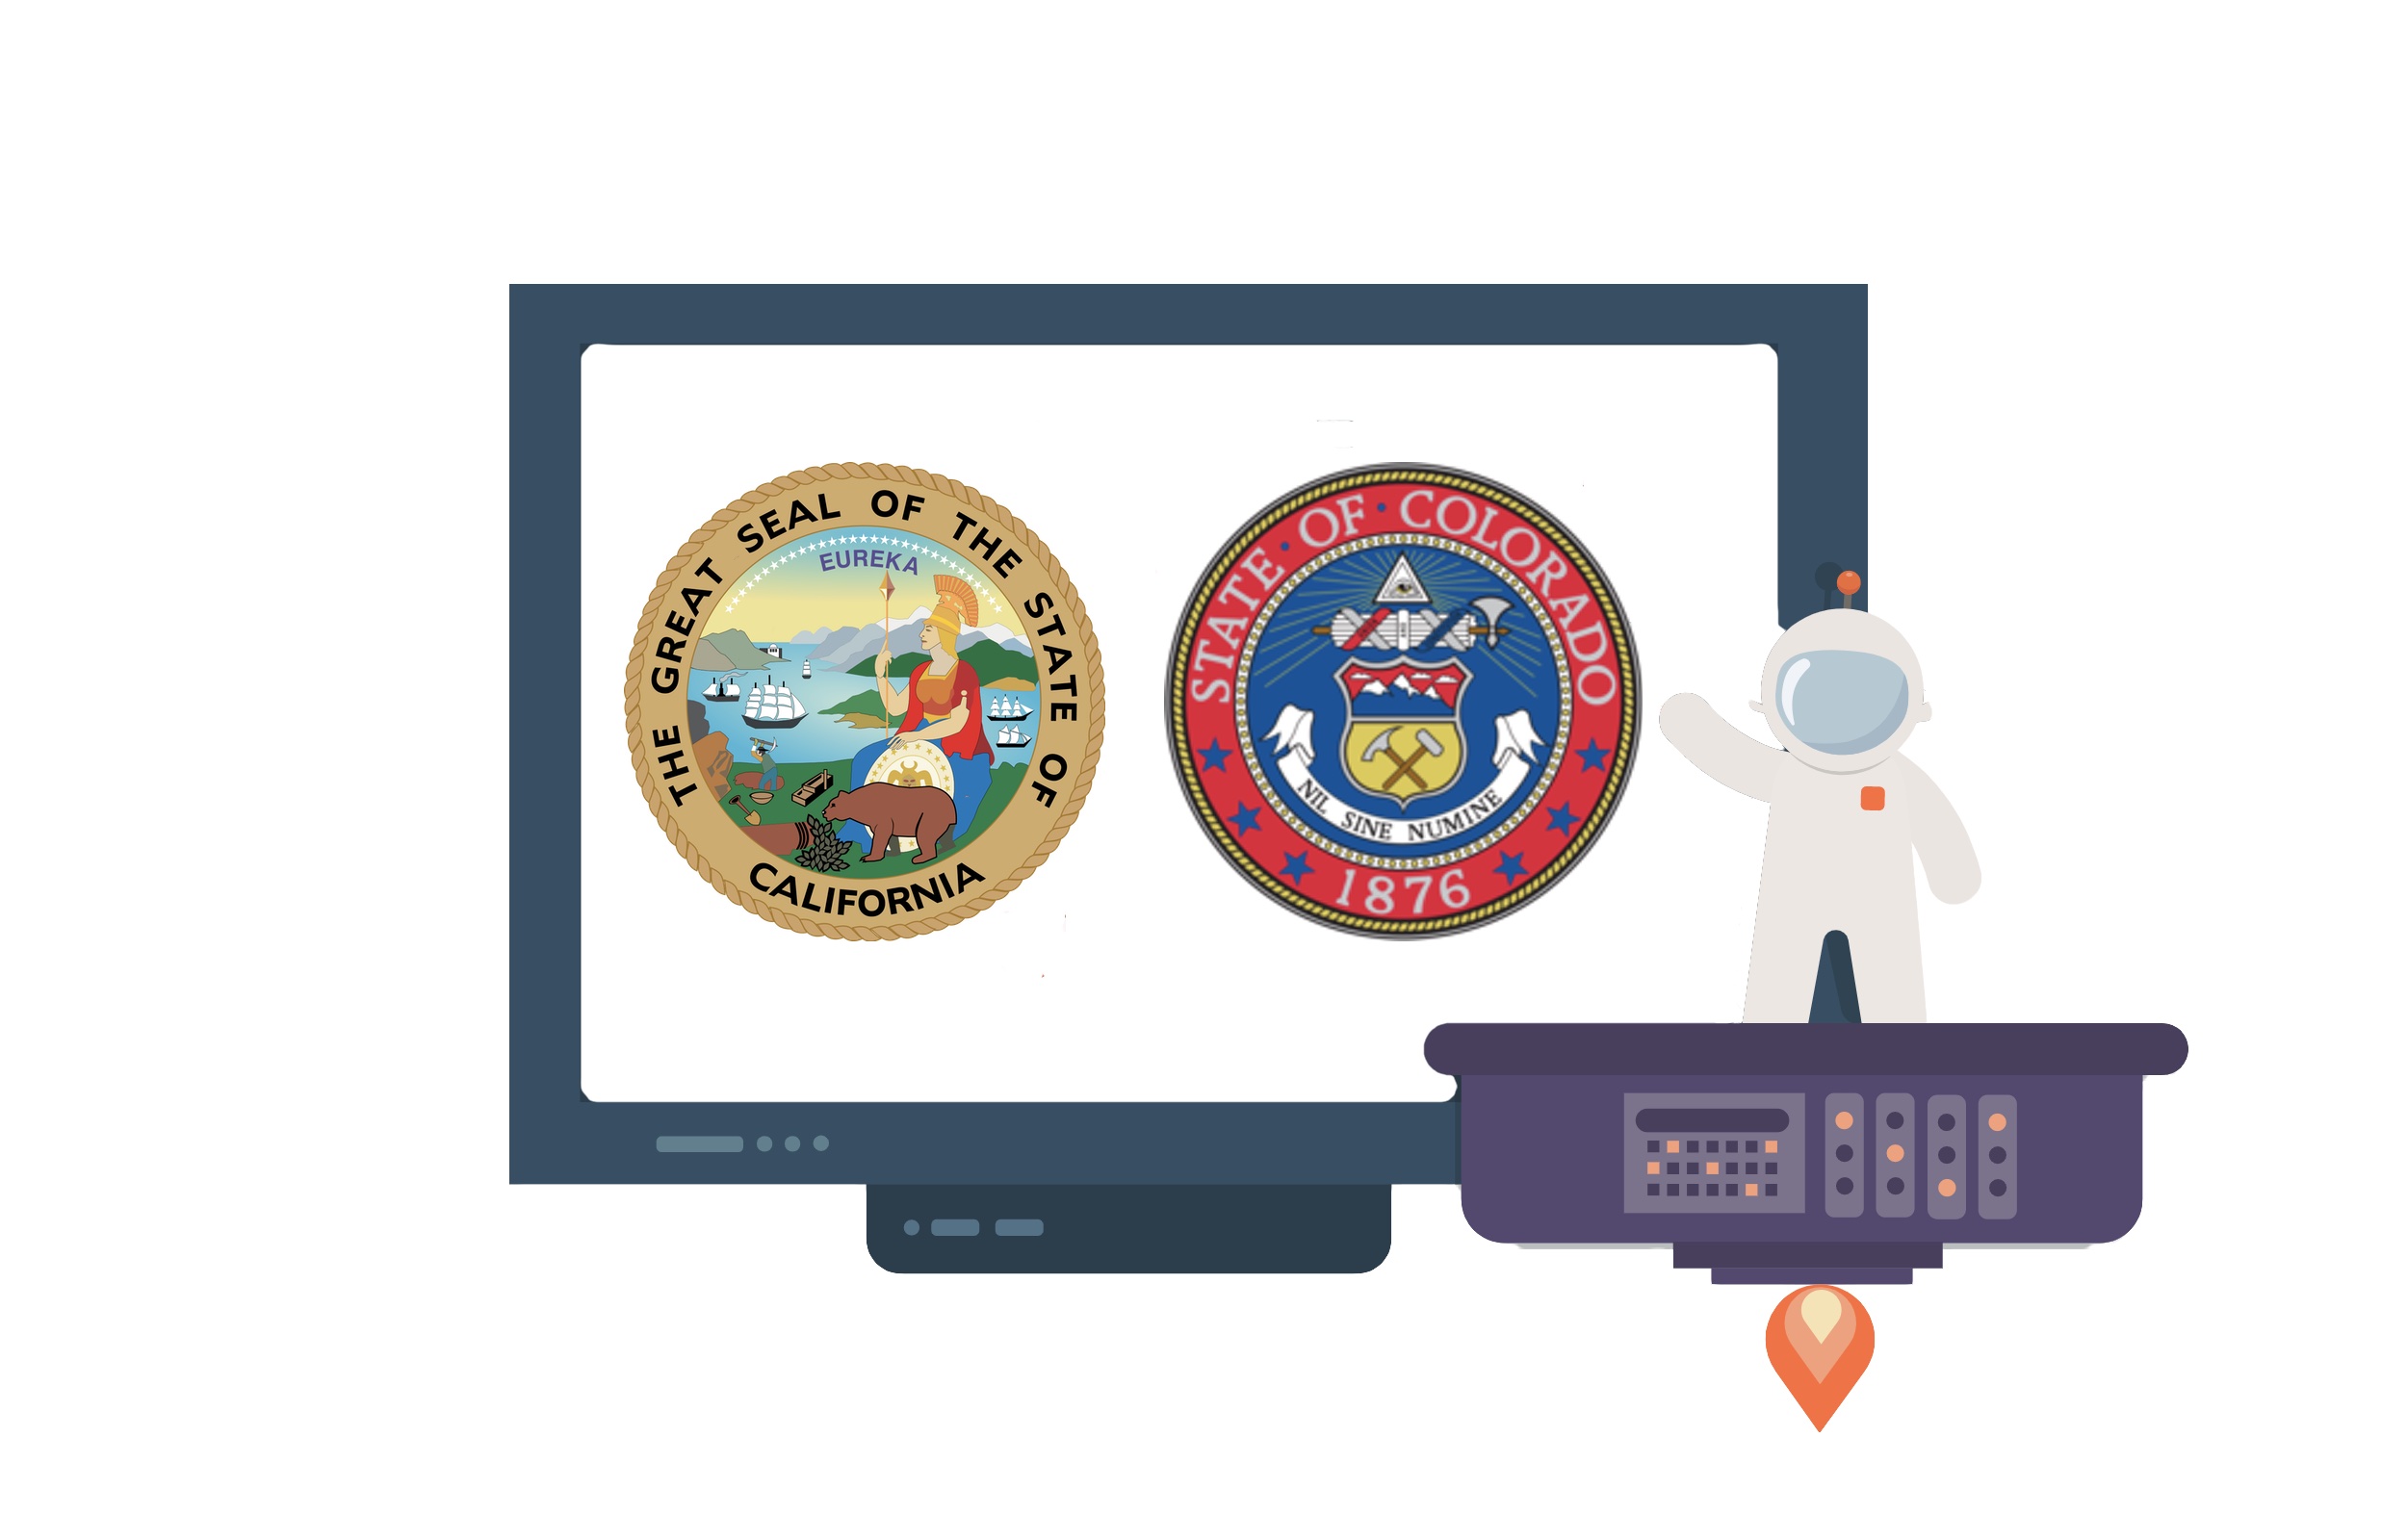 THE GREAT SEAL OF THE STATE OF
EUREKA
CALIFORNIA
STATE · OF · COLORADO
NIL SINE NUMINE
1876